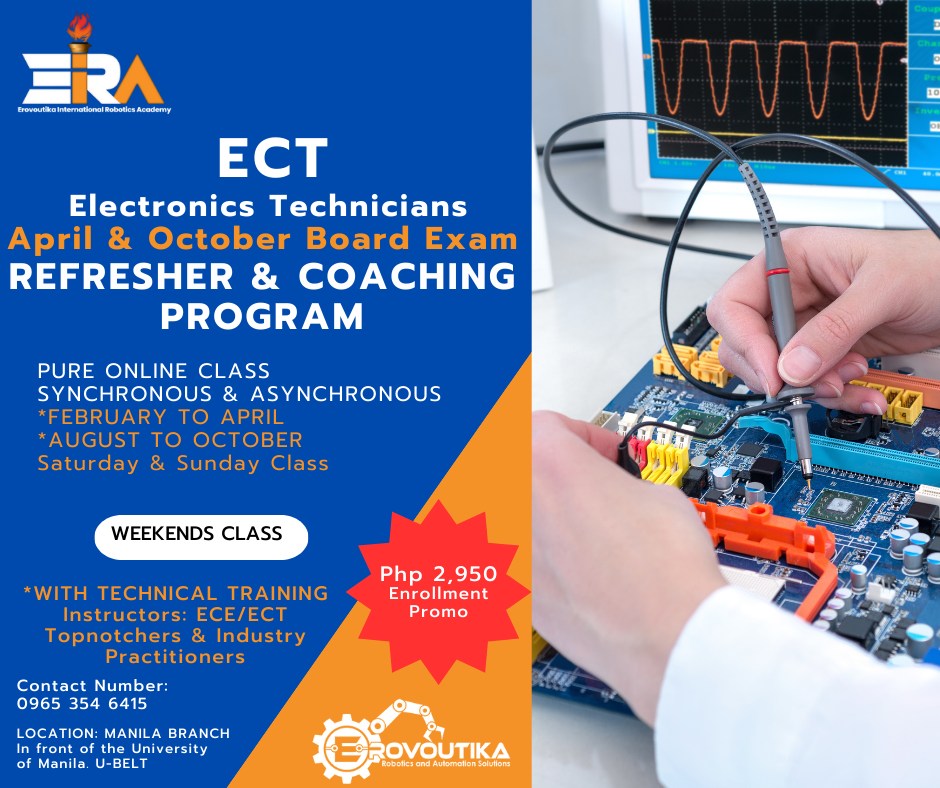 ERA
Erovoutika International Robotics Academy
ECT
Electronics Technicians
April & October Board Exam
REFRESHER & COACHING
PROGRAM
PURE ONLINE CLASS
SYNCHRONOUS & ASYNCHRONOUS
*FEBRUARY TO APRIL
*AUGUST TO OCTOBER
Saturday & Sunday Class
WEEKENDS CLASS
*WITH TECHNICAL TRAINING
Instructors: ECE/ECT
Topnotchers & Industry
Practitioners
Php 2,950
Enrollment
Promo
Contact Number:
0965 354 6415
LOCATION: MANILA BRANCH
In front of the University
of Manila. U-BELT
EROVOUTIKA
Robotics and Automation Solutions
CH1